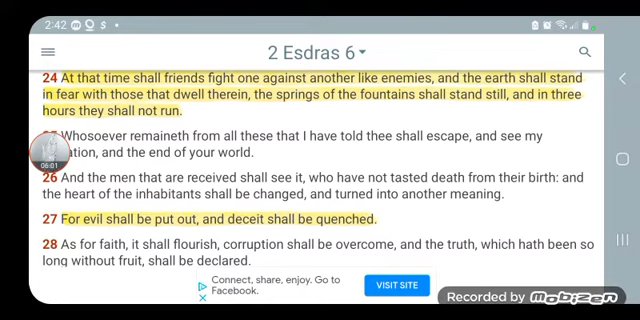 2:42
2 Esdras 6
24 At that time shall friends fight one against another like enemies, and the earth shall stand
in fear with those that dwell therein, the springs of the fountains shall stand still, and in three
hours they shall not run.
Whosoever remaineth from all these that I have told thee shall escape, and see my
and the end of your world.
06:01
26 And the men that are received shall see it, who have not tasted death from their birth: and
the heart of the inhabitants shall be changed, and turned into another meaning.
27 For evil shall be put out, and deceit shall be quenched.
28 As for faith, it shall flourish, corruption shall be overcome, and the truth, which hath been so
long without fruit, shall be declared.
Connect, share, enjoy. Go to
Facebook.
VISIT SITE
Recorded by Mobizen